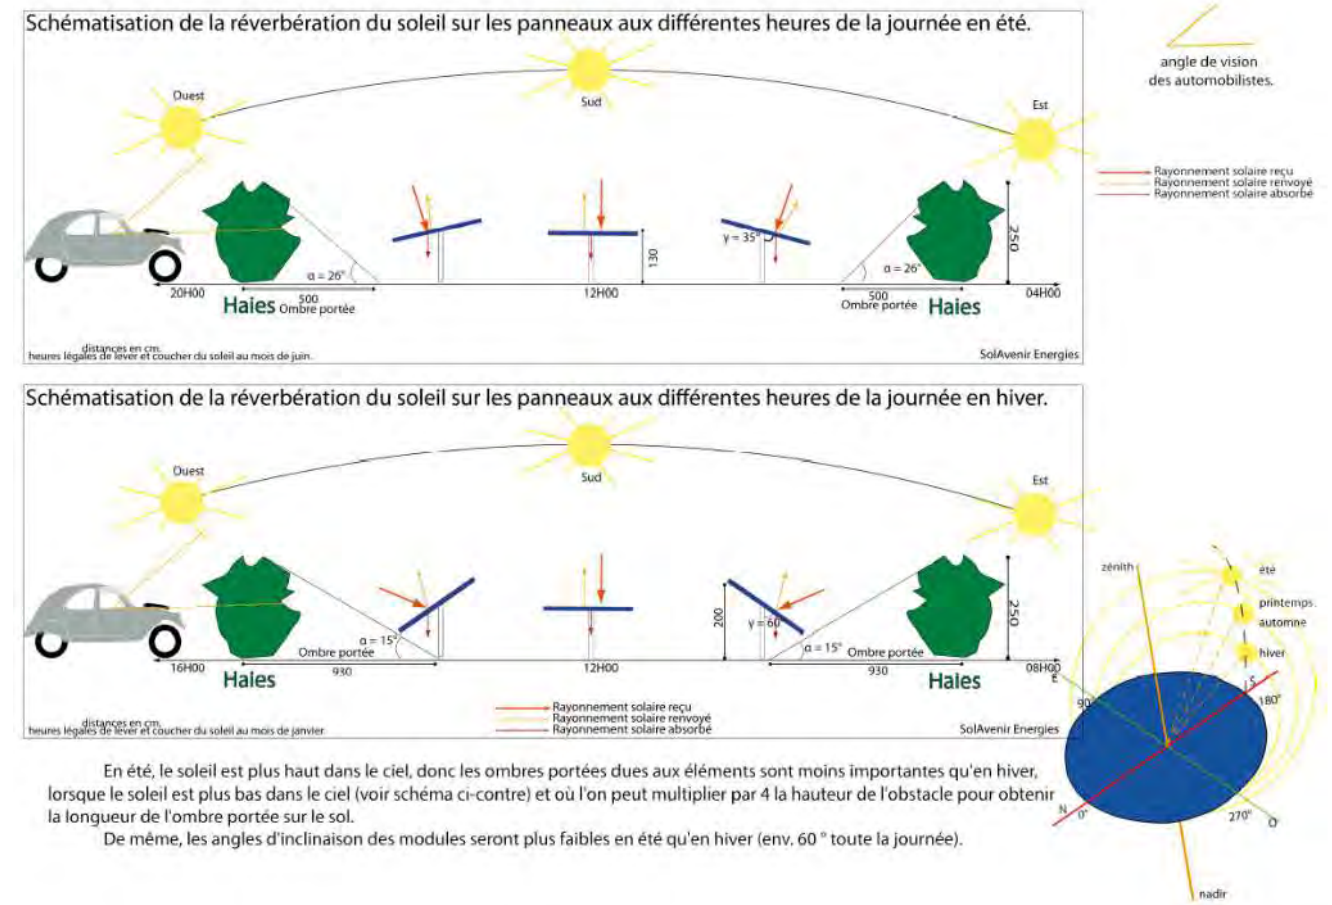 Schématisation de la réverbération du soleil sur les panneaux aux différentes heures de la journée en été.
angle de vision
des automobilistes.
Ouest
Sud
Est
Rayonnement solaire reçu
Rayonnement solaire renvoyé
Rayonnement solaire absorbé
γ = 35°
250
130
α = 26°
α = 26°
20H00
500
12H00
500
04H00
Haies
Ombre portée
Ombre portée
Haies
distances en cm.
heures légales de lever et coucher du soleil au mois de juin.
SolAvenir Energies
Schématisation de la réverbération du soleil sur les panneaux aux différentes heures de la journée en hiver.
Ouest
Sud
Est
200
γ = 60
250
α = 15°
α = 15°
Ombre portée
Ombre portée
16H00
930
12H00
930
08H00
Haies
Haies
Rayonnement solaire reçu
Rayonnement solaire renvoyé
Rayonnement solaire absorbé
distances en cm.
heures légales de lever et coucher du soleil au mois de janvier
SolAvenir Energies
zénith
été
printemps
automne
hiver
E
S
90°
180°
N
0°
270°
O
nadir
En été, le soleil est plus haut dans le ciel, donc les ombres portées dues aux éléments sont moins importantes qu'en hiver,
lorsque le soleil est plus bas dans le ciel (voir schéma ci-contre) et où l'on peut multiplier par 4 la hauteur de l'obstacle pour obtenir
la longueur de l'ombre portée sur le sol.
De même, les angles d'inclinaison des modules seront plus faibles en été qu'en hiver (env. 60 ° toute la journée).